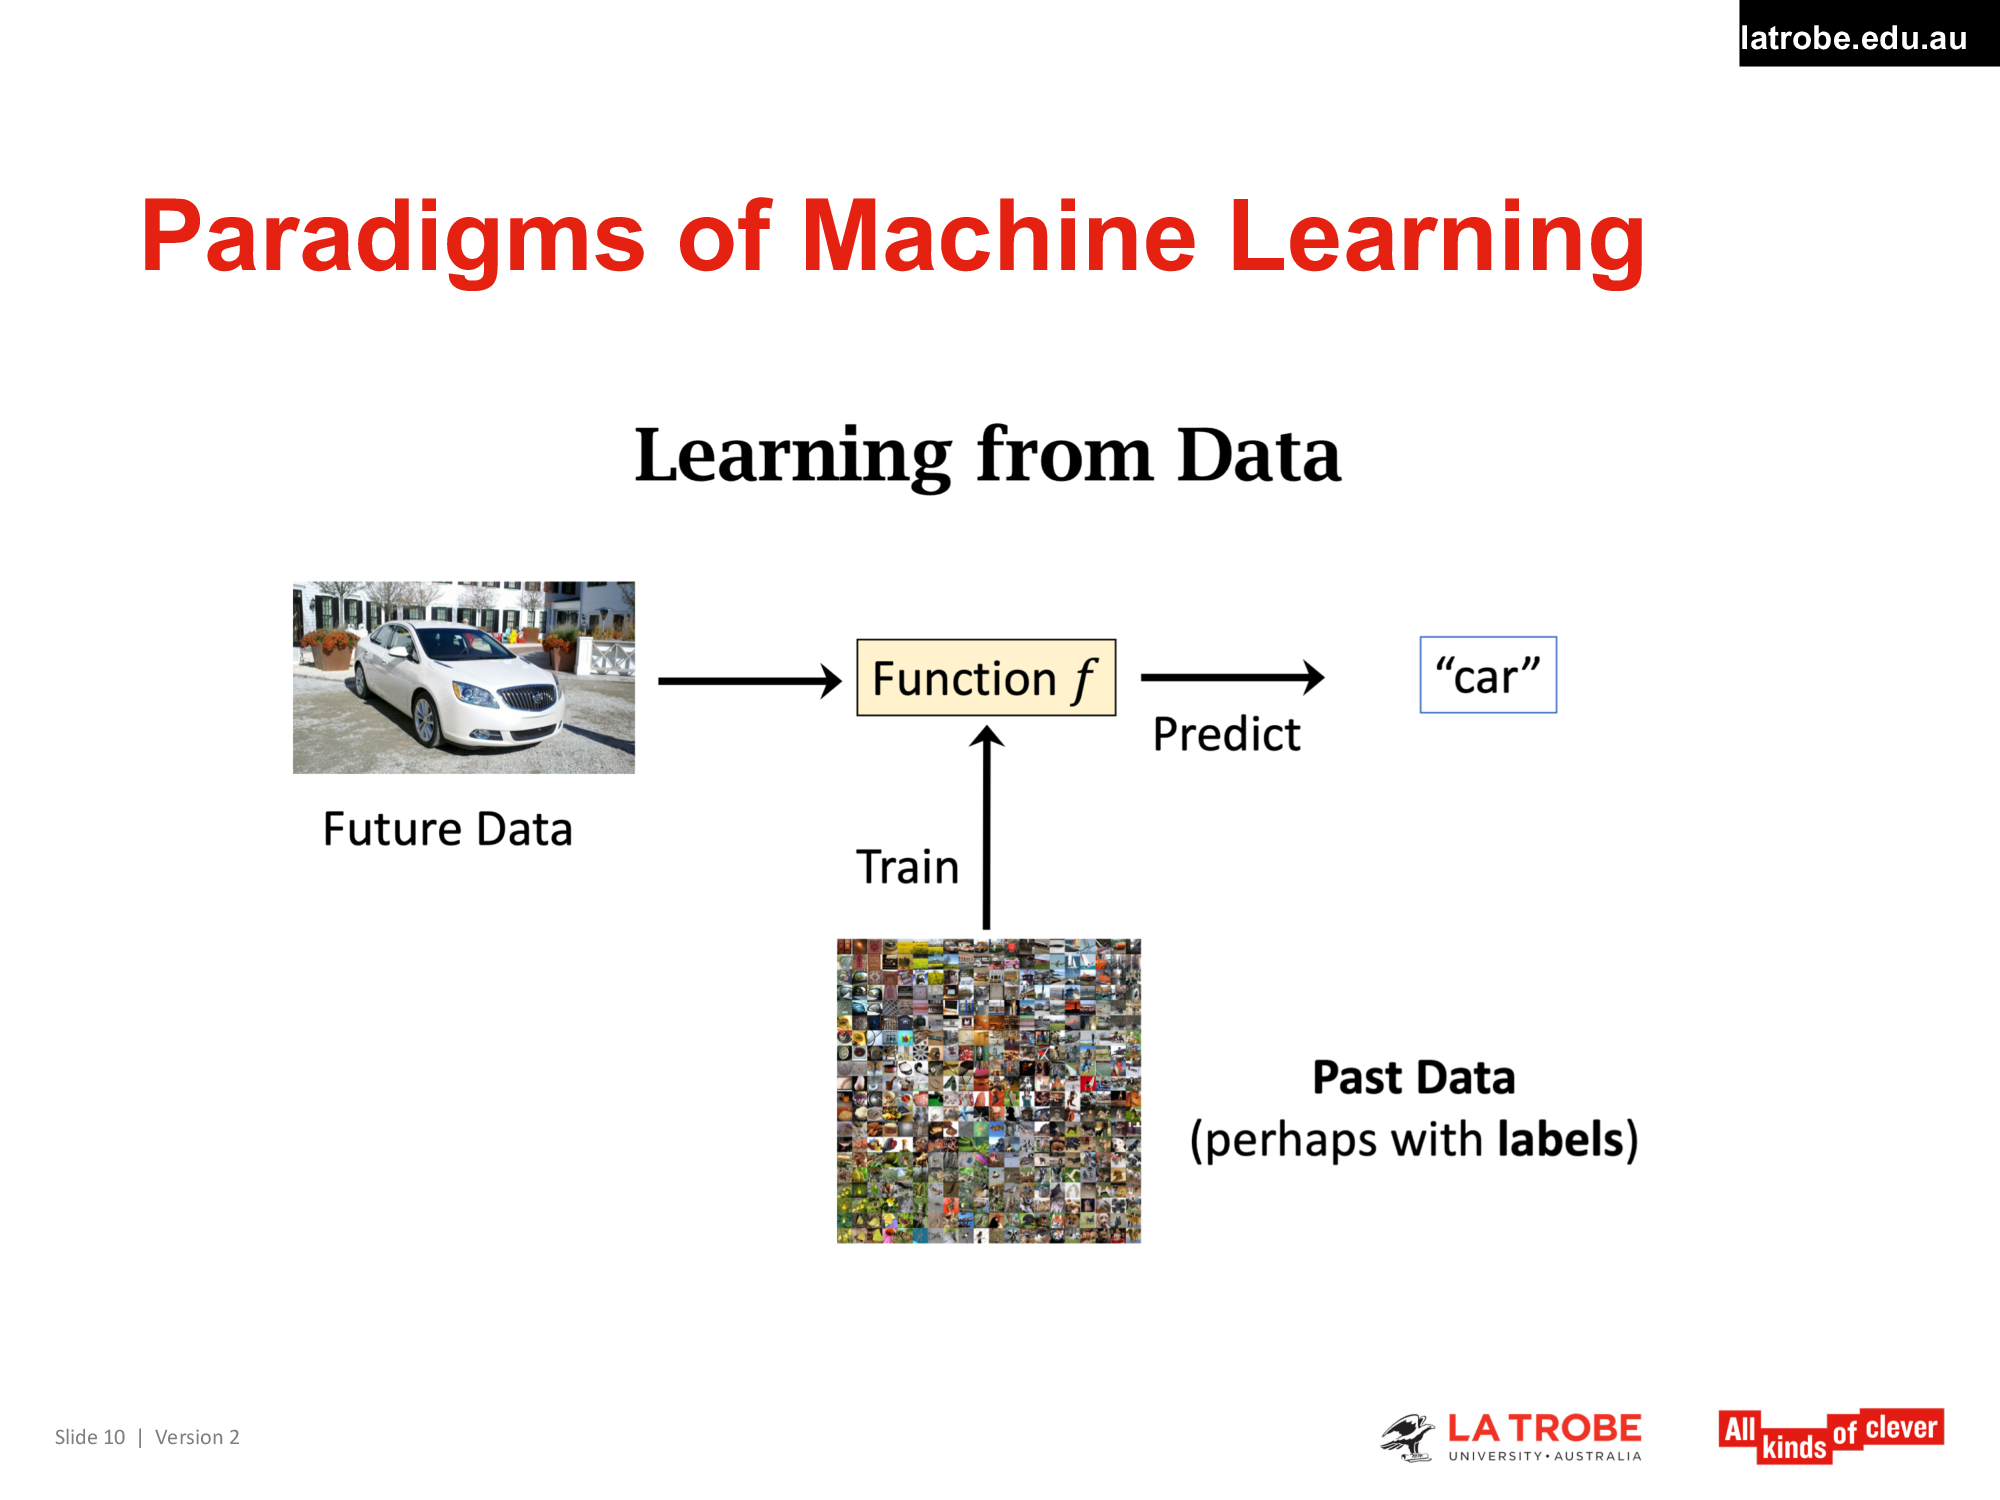 latrobe.edu.au
Paradigms of Machine Learning
Learning from Data
Function f
“car”
Predict
Future Data
Train
Past Data
(perhaps with labels)
Slide 10 | Version 2
LA TROBE
UNIVERSITY • AUSTRALIA
All kinds of clever